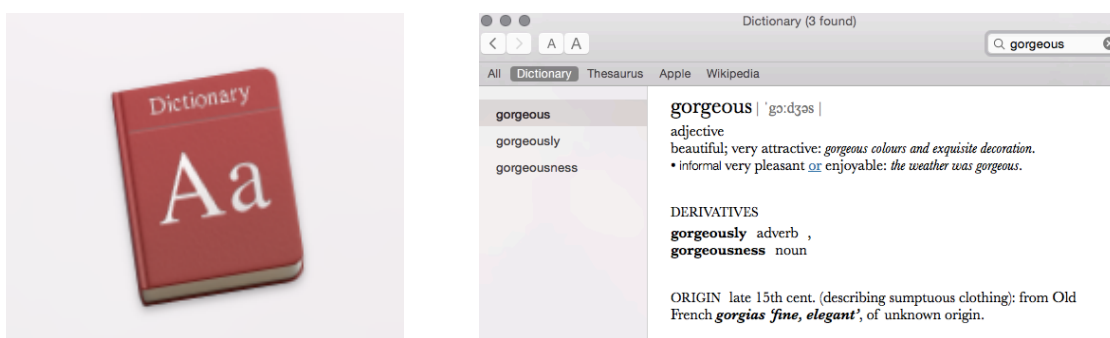 Dictionary
Aa
Dictionary (3 found)
A A
gorgeous
All Dictionary Thesaurus Apple Wikipedia
gorgeous
gorgeously
gorgeousness
gorgeous | ˈgɔːdʒəs |
adjective
beautiful; very attractive: gorgeous colours and exquisite decoration.
• informal very pleasant or enjoyable: the weather was gorgeous.
DERIVATIVES
gorgeously adverb ,
gorgeousness noun
ORIGIN late 15th cent. (describing sumptuous clothing): from Old
French gorgias ‘fine, elegant’, of unknown origin.